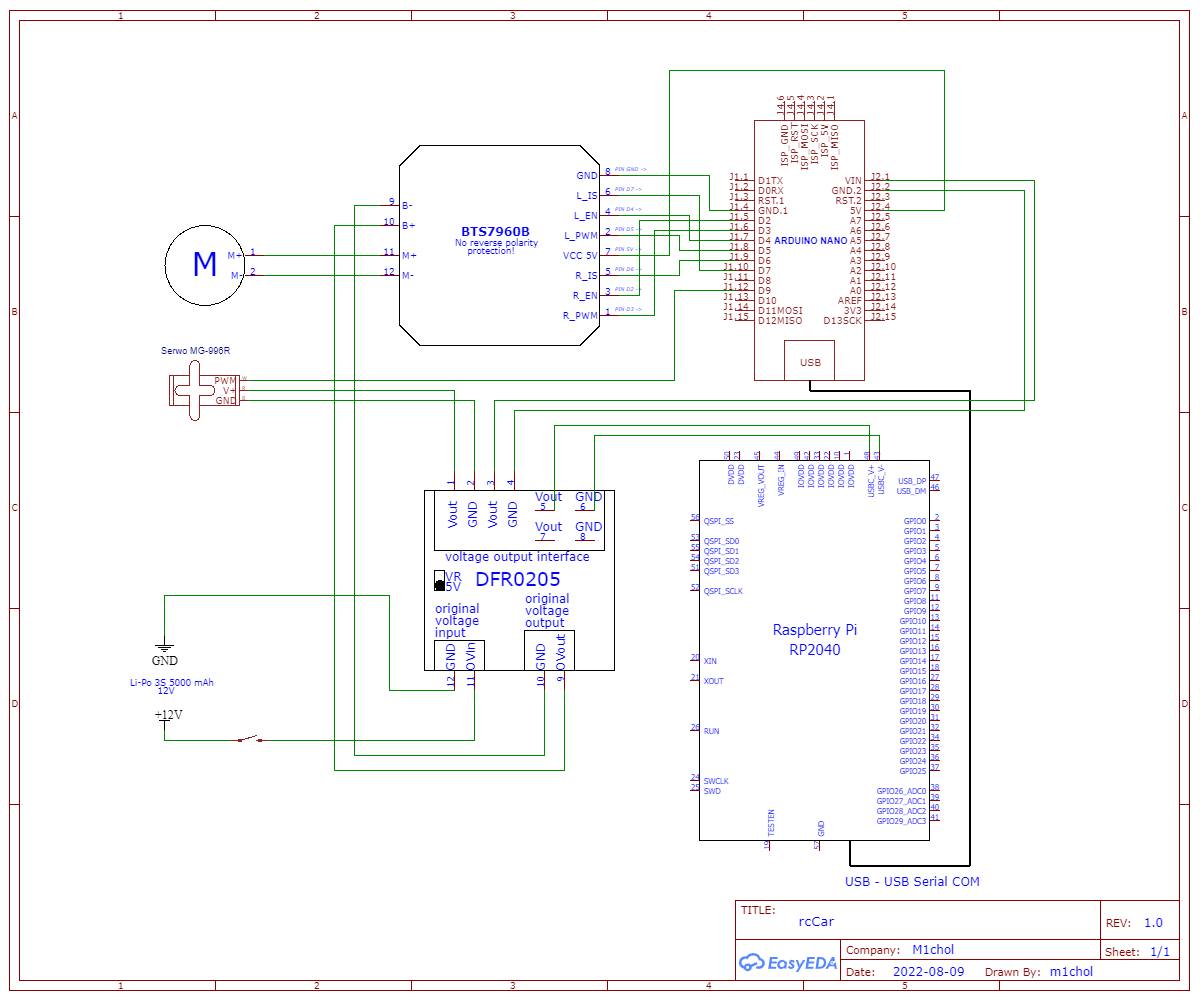 1 2 3 4 5
A A
B B
C C
D D
1 2 3 4 5
J4.6
J4.5
J4.4
J4.3
J4.2
J4.1
ISP_GND
ISP_RST
ISP_MOSI
ISP_SCK
ISP_5V
ISP_MISO
J1.1 D1TX VIN J2.1
J1.2 D0RX GND.2 J2.2
J1.3 RST.1 RST.2 J2.3
J1.4 GND.1 5V J2.4
J1.5 D2 A7 J2.5
J1.6 D3 A6 J2.6
J1.7 D4 ARDUINO NANO A5 J2.7
J1.8 D5 A4 J2.8
J1.9 D6 A3 J2.9
J1.10 D7 A2 J2.10
J1.11 D8 A1 J2.11
J1.12 D9 A0 J2.12
J1.13 D10 AREF J2.13
J1.14 D11MOSI 3V3 J2.14
J1.15 D12MISO D13SCK J2.15
USB
BTS7960B
No reverse polarity
protection!
9 B-
10 B+
11 M+
12 M-
GND 8 PIN GND ->
L_IS 6 PIN D7 ->
L_EN 4 PIN D4 ->
L_PWM 2 PIN D5 ->
VCC 5V 7 PIN 5V ->
R_IS 5 PIN D6 ->
R_EN 3 PIN D2 ->
R_PWM 1 PIN D3 ->
M
M+ 1
M- 2
Serwo MG-996R
PWM
V+
GND
1 2 3 4
Vout GND Vout GND
Vout GND
5 6
Vout GND
7 8
voltage output interface
VR
5V
DFR0205
original
voltage
input
original
voltage
output
GND OVin
GND OVout
12 11 10 9
GND
Li-Po 3S 5000 mAh
12V
+12V
50 23 45 44 49 42 33 22 10 1 48 43
DVDD
DVDD
VREG_VOUT
VREG_IN
IOVDD
IOVDD
IOVDD
IOVDD
IOVDD
IOVDD
USBC_V+
USBC_V-
USB_DP 47
USB_DM 46
56 QSPI_SS
53 QSPI_SD0
55 QSPI_SD1
54 QSPI_SD2
51 QSPI_SD3
52 QSPI_SCLK
Raspberry Pi
RP2040
20 XIN
21 XOUT
26 RUN
24 SWCLK
25 SWD
GPIO0 2
GPIO1 3
GPIO2 4
GPIO3 5
GPIO4 6
GPIO5 7
GPIO6 8
GPIO7 9
GPIO8 11
GPIO9 12
GPIO10 13
GPIO11 14
GPIO12 15
GPIO13 16
GPIO14 17
GPIO15 18
GPIO16 27
GPIO17 28
GPIO18 29
GPIO19 30
GPIO20 31
GPIO21 32
GPIO22 34
GPIO23 35
GPIO24 36
GPIO25 37
GPIO26_ADC0 38
GPIO27_ADC1 39
GPIO28_ADC2 40
GPIO29_ADC3 41
19 TESTEN
57 GND
USB - USB Serial COM
TITLE:
rcCar
REV: 1.0
EasyEDA
Company: M1chol
Sheet: 1/1
Date: 2022-08-09 Drawn By: m1chol